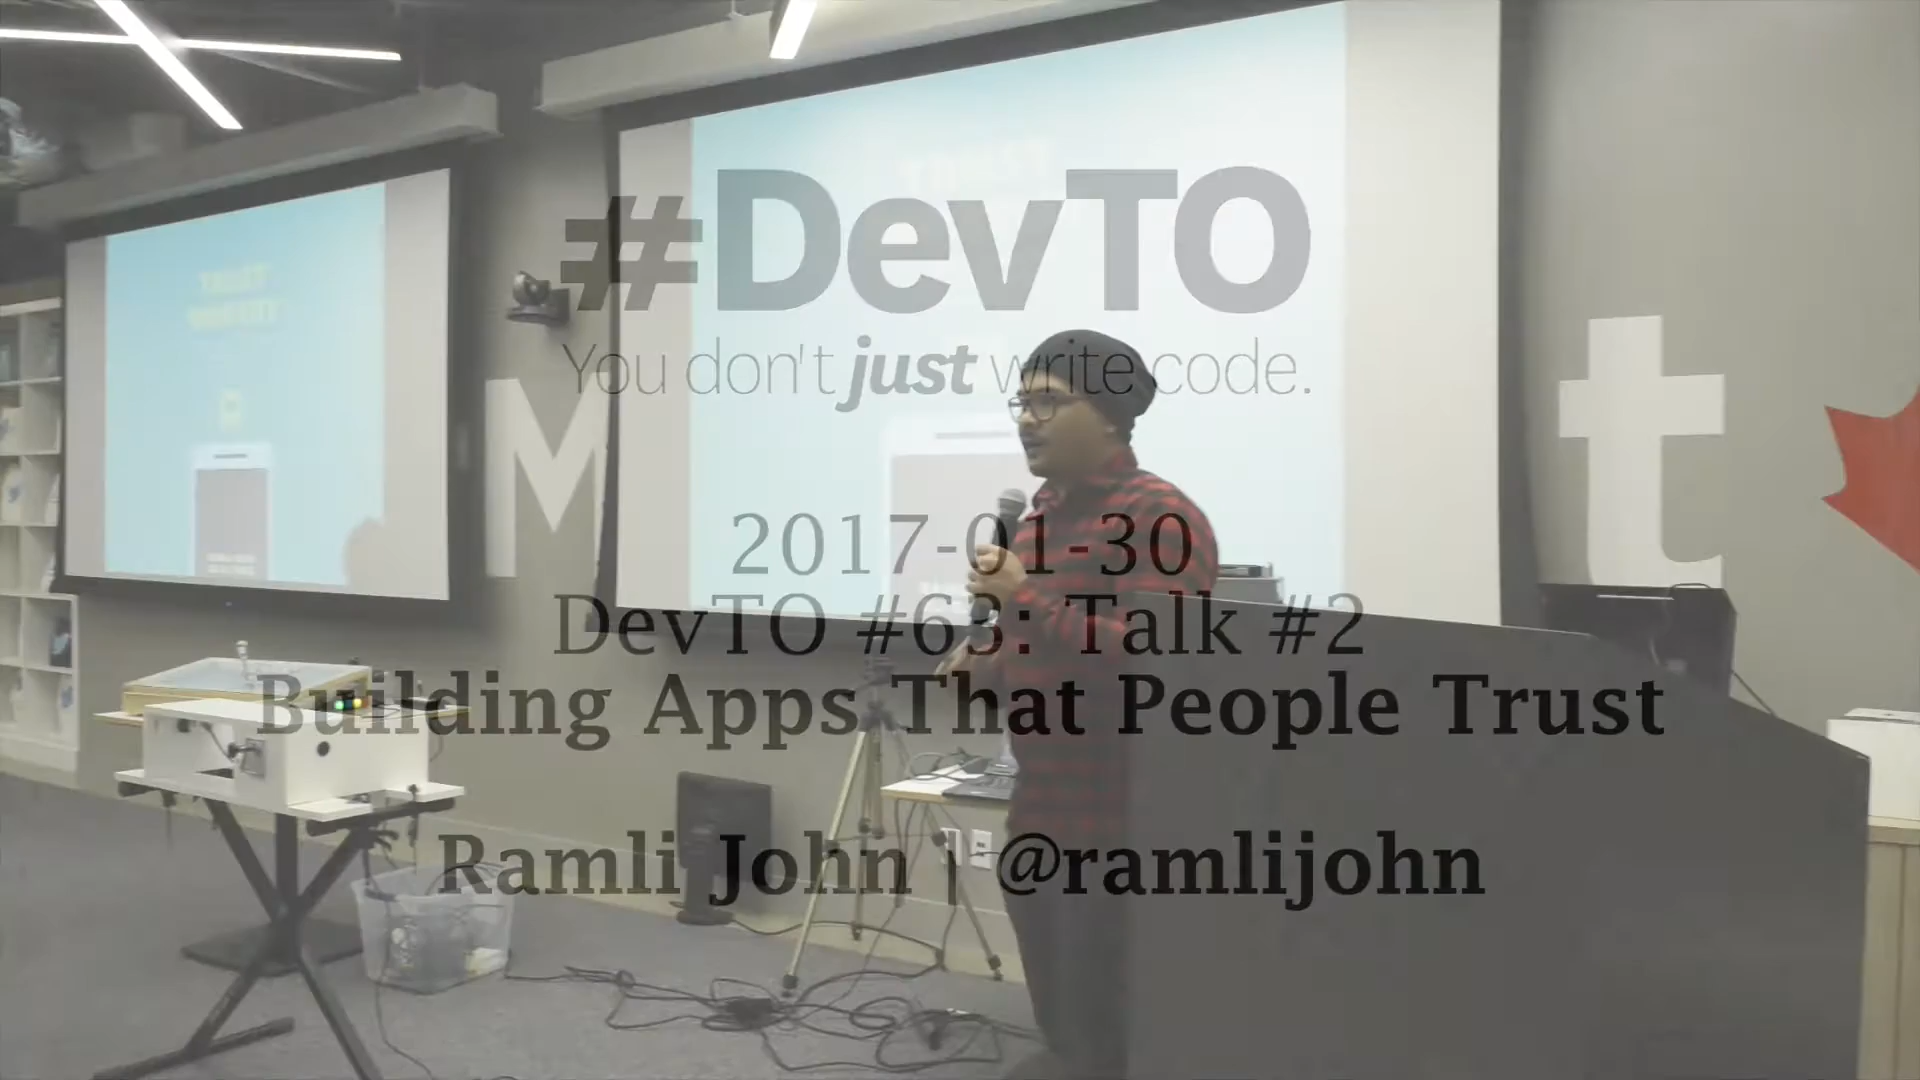 #DevTO
You don't just write code.
TRUST
M
t
2017-01-30
DevTO #63: Talk #2
Building Apps That People Trust
Ramli John | @ramlijohn